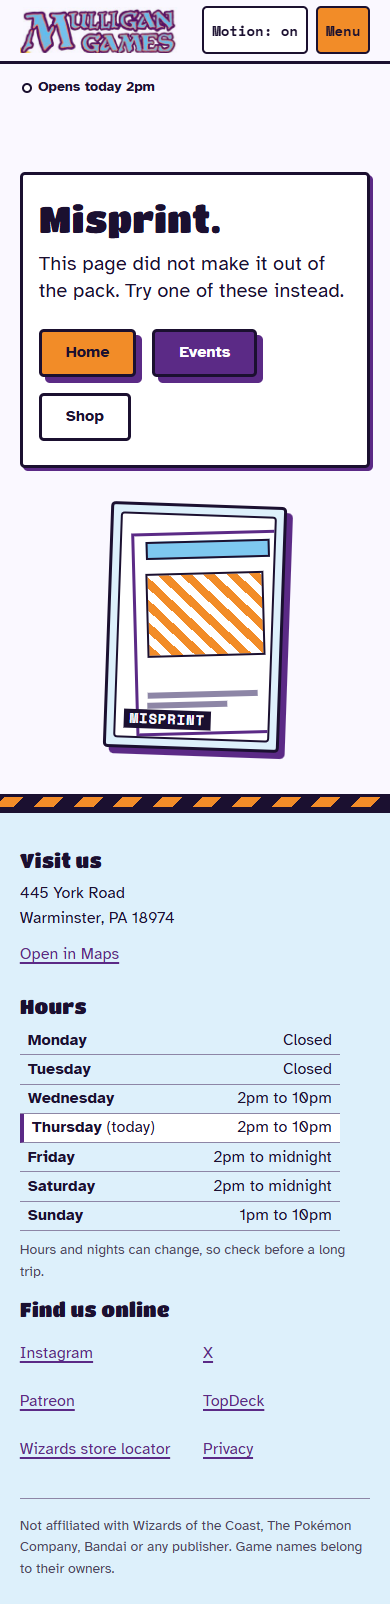 MULLIGAN
GAMES
Motion: on
Menu
Opens today 2pm
Misprint.
This page did not make it out of
the pack. Try one of these instead.
Home
Events
Shop
MISPRINT
Visit us
445 York Road
Warminster, PA 18974
Open in Maps
Hours
Monday Closed
Tuesday Closed
Wednesday 2pm to 10pm
Thursday (today) 2pm to 10pm
Friday 2pm to midnight
Saturday 2pm to midnight
Sunday 1pm to 10pm
Hours and nights can change, so check before a long
trip.
Find us online
Instagram X
Patreon TopDeck
Wizards store locator Privacy
Not affiliated with Wizards of the Coast, The Pokémon
Company, Bandai or any publisher. Game names belong
to their owners.